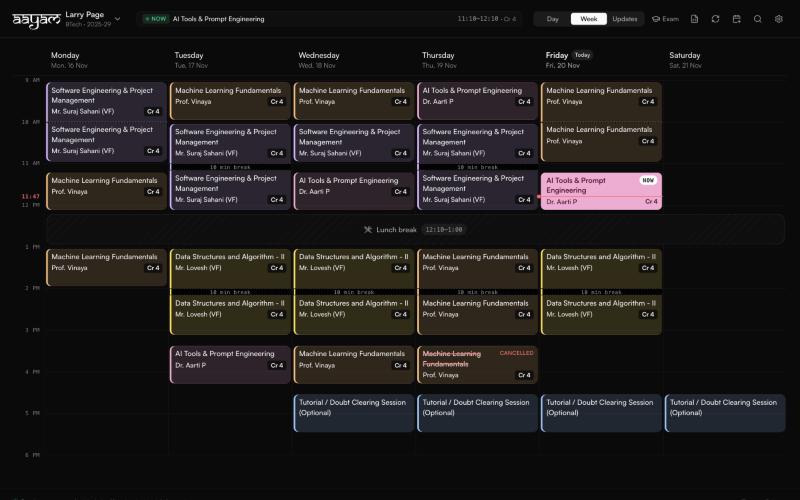 aayam
Larry Page
BTech • 2025-29
NOW AI Tools & Prompt Engineering 11:10–12:10 • Cr 4
Day Week Updates Exam
Monday
Mon, 16 Nov
Tuesday
Tue, 17 Nov
Wednesday
Wed, 18 Nov
Thursday
Thu, 19 Nov
Friday Today
Fri, 20 Nov
Saturday
Sat, 21 Nov
9 AM
10 AM
11 AM
11:47
12 PM
1 PM
2 PM
3 PM
4 PM
5 PM
6 PM
Software Engineering & Project
Management
Mr. Suraj Sahani (VF) Cr 4
Software Engineering & Project
Management
Mr. Suraj Sahani (VF) Cr 4
Machine Learning Fundamentals
Prof. Vinaya Cr 4
Machine Learning Fundamentals
Prof. Vinaya Cr 4
Machine Learning Fundamentals
Prof. Vinaya Cr 4
Software Engineering & Project
Management
Mr. Suraj Sahani (VF) Cr 4
10 min break
Software Engineering & Project
Management
Mr. Suraj Sahani (VF) Cr 4
Data Structures and Algorithm - II
Mr. Lovesh (VF) Cr 4
10 min break
Data Structures and Algorithm - II
Mr. Lovesh (VF) Cr 4
AI Tools & Prompt Engineering
Dr. Aarti P Cr 4
Machine Learning Fundamentals
Prof. Vinaya Cr 4
Software Engineering & Project
Management
Mr. Suraj Sahani (VF) Cr 4
AI Tools & Prompt Engineering
Dr. Aarti P Cr 4
Data Structures and Algorithm - II
Mr. Lovesh (VF) Cr 4
10 min break
Data Structures and Algorithm - II
Mr. Lovesh (VF) Cr 4
Machine Learning Fundamentals
Prof. Vinaya Cr 4
Tutorial / Doubt Clearing Session
(Optional)
AI Tools & Prompt Engineering
Dr. Aarti P Cr 4
Software Engineering & Project
Management
Mr. Suraj Sahani (VF) Cr 4
10 min break
Software Engineering & Project
Management
Mr. Suraj Sahani (VF) Cr 4
Machine Learning Fundamentals
Prof. Vinaya Cr 4
10 min break
Machine Learning Fundamentals
Prof. Vinaya Cr 4
Machine Learning CANCELLED
Fundamentals
Prof. Vinaya Cr 4
Tutorial / Doubt Clearing Session
(Optional)
Machine Learning Fundamentals
Prof. Vinaya Cr 4
Machine Learning Fundamentals
Prof. Vinaya Cr 4
AI Tools & Prompt NOW
Engineering
Dr. Aarti P Cr 4
Data Structures and Algorithm - II
Mr. Lovesh (VF) Cr 4
10 min break
Data Structures and Algorithm - II
Mr. Lovesh (VF) Cr 4
Tutorial / Doubt Clearing Session
(Optional)
Tutorial / Doubt Clearing Session
(Optional)
Lunch break 12:10–1:00